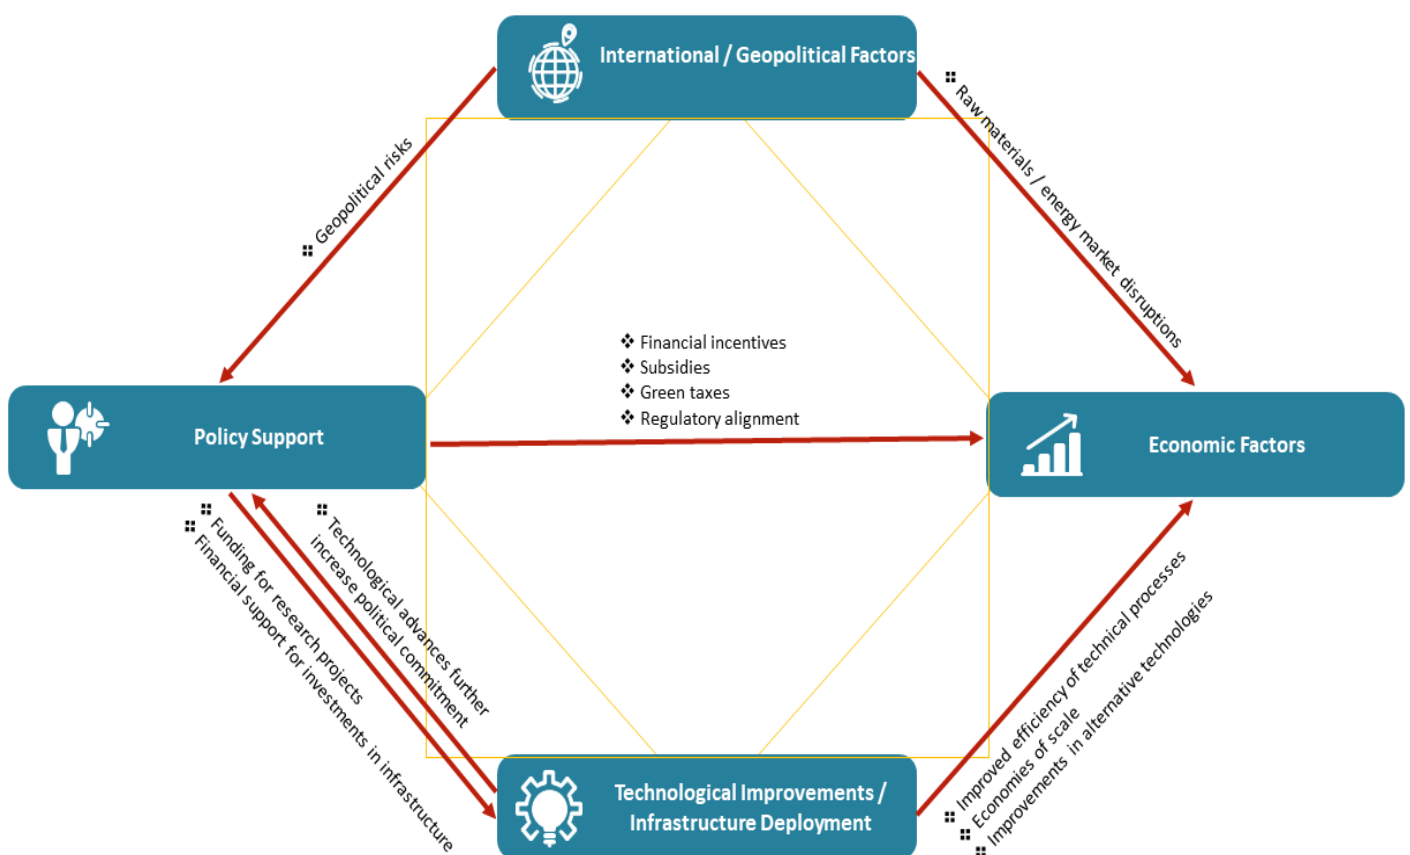 International / Geopolitical Factors
Geopolitical risks
Raw materials / energy market disruptions
Financial incentives
Subsidies
Green taxes
Regulatory alignment
Policy Support
Economic Factors
Funding for research projects
Financial support for investments in infrastructure
Technological advances further
increase political commitment
Improved efficiency of technical processes
Economies of scale
Improvements in alternative technologies
Technological Improvements /
Infrastructure Deployment